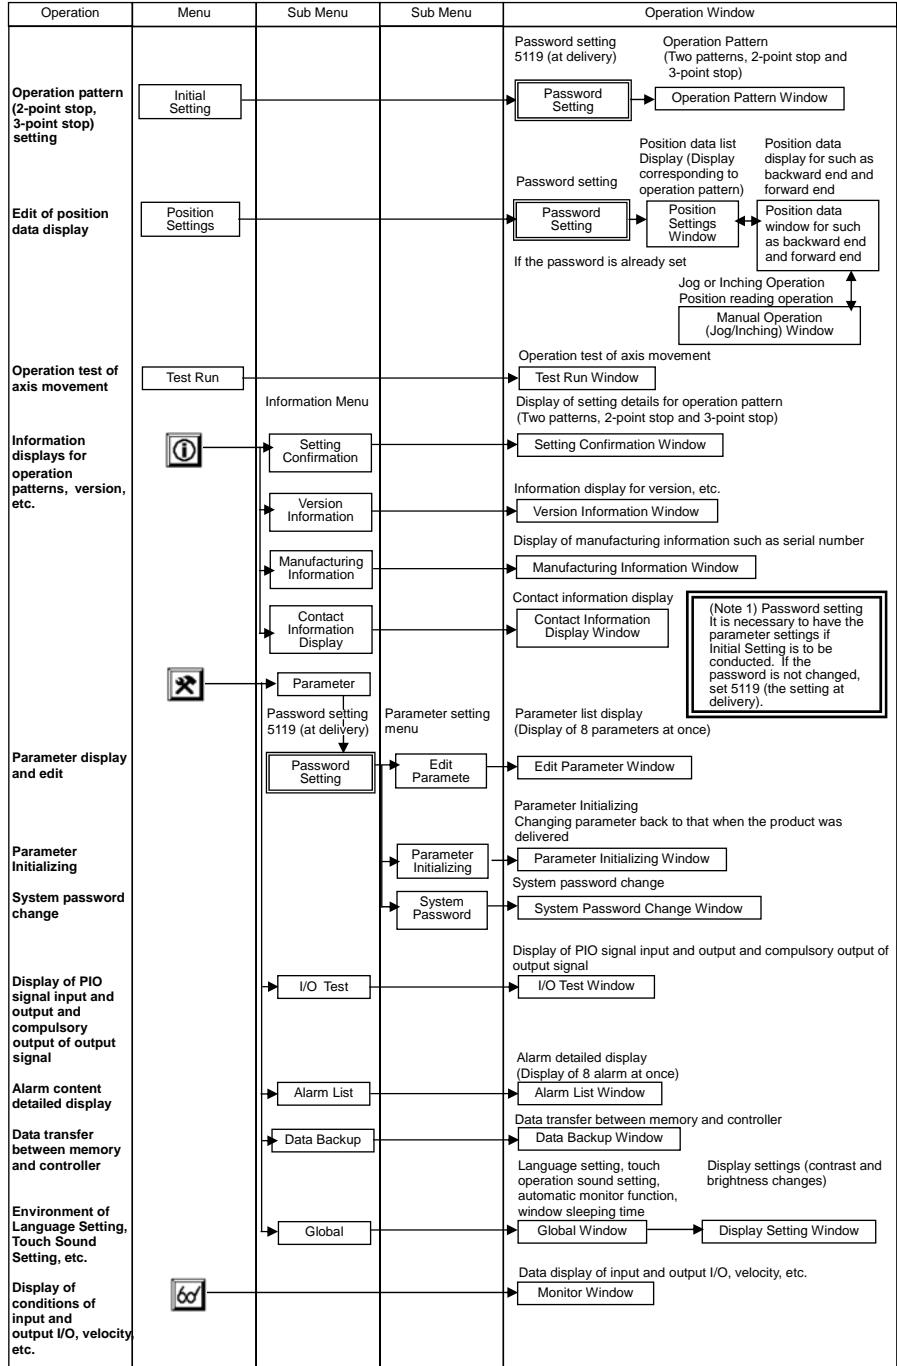 Operation
Menu
Sub Menu
Sub Menu
Operation Window
Password setting
5119 (at delivery)
Operation Pattern
(Two patterns, 2-point stop and
3-point stop)
Operation pattern
(2-point stop,
3-point stop)
setting
Initial
Setting
Password
Setting
Operation Pattern Window
Position data list
Display (Display
corresponding to
operation pattern)
Position data
display for such as
backward end and
forward end
Password setting
Edit of position
data display
Position
Settings
Password
Setting
Position
Settings
Window
Position data
window for such
as backward end
and forward end
If the password is already set
Jog or Inching Operation
Position reading operation
Manual Operation
(Jog/Inching) Window
Operation test of axis movement
Operation test of
axis movement
Test Run
Test Run Window
Information Menu
Display of setting details for operation pattern
(Two patterns, 2-point stop and 3-point stop)
Information
displays for
operation
patterns, version,
etc.
Setting
Confirmation
Setting Confirmation Window
Information display for version, etc.
Version
Information
Version Information Window
Display of manufacturing information such as serial number
Manufacturing
Information
Manufacturing Information Window
Contact information display
Contact
Information
Display
Contact Information
Display Window
(Note 1) Password setting
It is necessary to have the
parameter settings if
Initial Setting is to be
conducted. If the
password is not changed,
set 5119 (the setting at
delivery).
Parameter
Password setting
5119 (at delivery)
Parameter setting
menu
Parameter list display
(Display of 8 parameters at once)
Parameter display
and edit
Password
Setting
Edit
Paramete
Edit Parameter Window
Parameter Initializing
Changing parameter back to that when the product was
delivered
Parameter
Initializing
Parameter
Initializing
Parameter Initializing Window
System password change
System password
change
System
Password
System Password Change Window
Display of PIO signal input and output and compulsory output of
output signal
Display of PIO
signal input and
output and
compulsory
output of output
signal
I/O Test
I/O Test Window
Alarm detailed display
(Display of 8 alarm at once)
Alarm content
detailed display
Alarm List
Alarm List Window
Data transfer between memory and controller
Data transfer
between memory
and controller
Data Backup
Data Backup Window
Language setting, touch
operation sound setting,
automatic monitor function,
window sleeping time
Display settings (contrast and
brightness changes)
Environment of
Language Setting,
Touch Sound
Setting, etc.
Global
Global Window
Display Setting Window
Data display of input and output I/O, velocity, etc.
Display of
conditions of
input and
output I/O, velocity,
etc.
Monitor Window